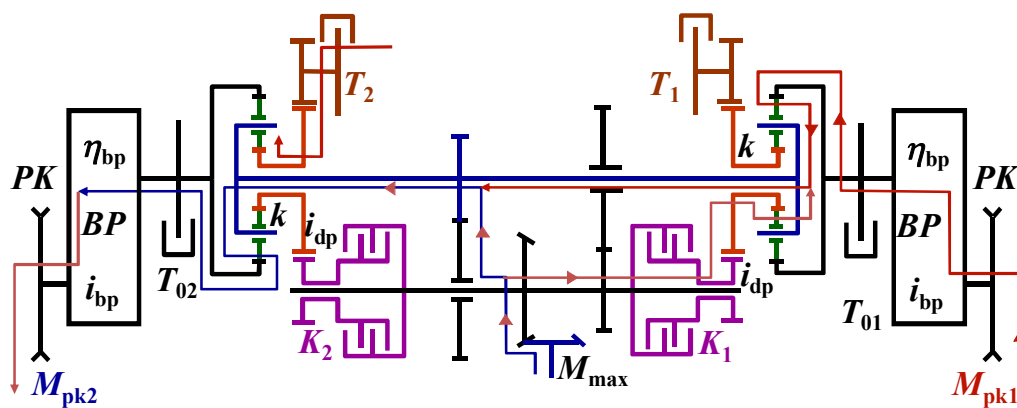 T2
T1
ηbp
k
ηbp
PK
PK
BP
k
idp
BP
T02
idp
ibp
ibp
T01
K2
K1
Mmax
Mpk2
Mpk1